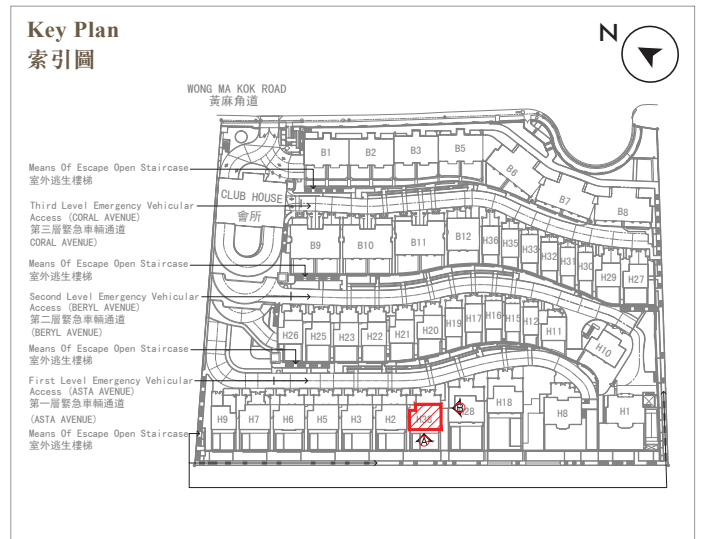 Key Plan
索引圖
N
WONG MA KOK ROAD
黃麻角道
Means Of Escape Open Staircase
室外逃生樓梯
Third Level Emergency Vehicular
Access (CORAL AVENUE)
第三層緊急車輛通道
CORAL AVENUE)
Means Of Escape Open Staircase
室外逃生樓梯
Second Level Emergency Vehicular
Access (BERYL AVENUE)
第二層緊急車輛通道
(BERYL AVENUE)
Means Of Escape Open Staircase
室外逃生樓梯
First Level Emergency Vehicular
Access (ASTA AVENUE)
第一層緊急車輛通道
(ASTA AVENUE)
Means Of Escape Open Staircase
室外逃生樓梯
CLUB HOUSE
會所
B1 B2 B3 B5 B6 B7 B8
B9 B10 B11 B12 H36 H35 H33 H32 H31 H30 H29 H27
H26 H25 H23 H22 H21 H20 H19 H17 H16 H15 H12 H11 H10
H9 H7 H6 H5 H3 H2 H38 H28 H18 H8 H1
A
B